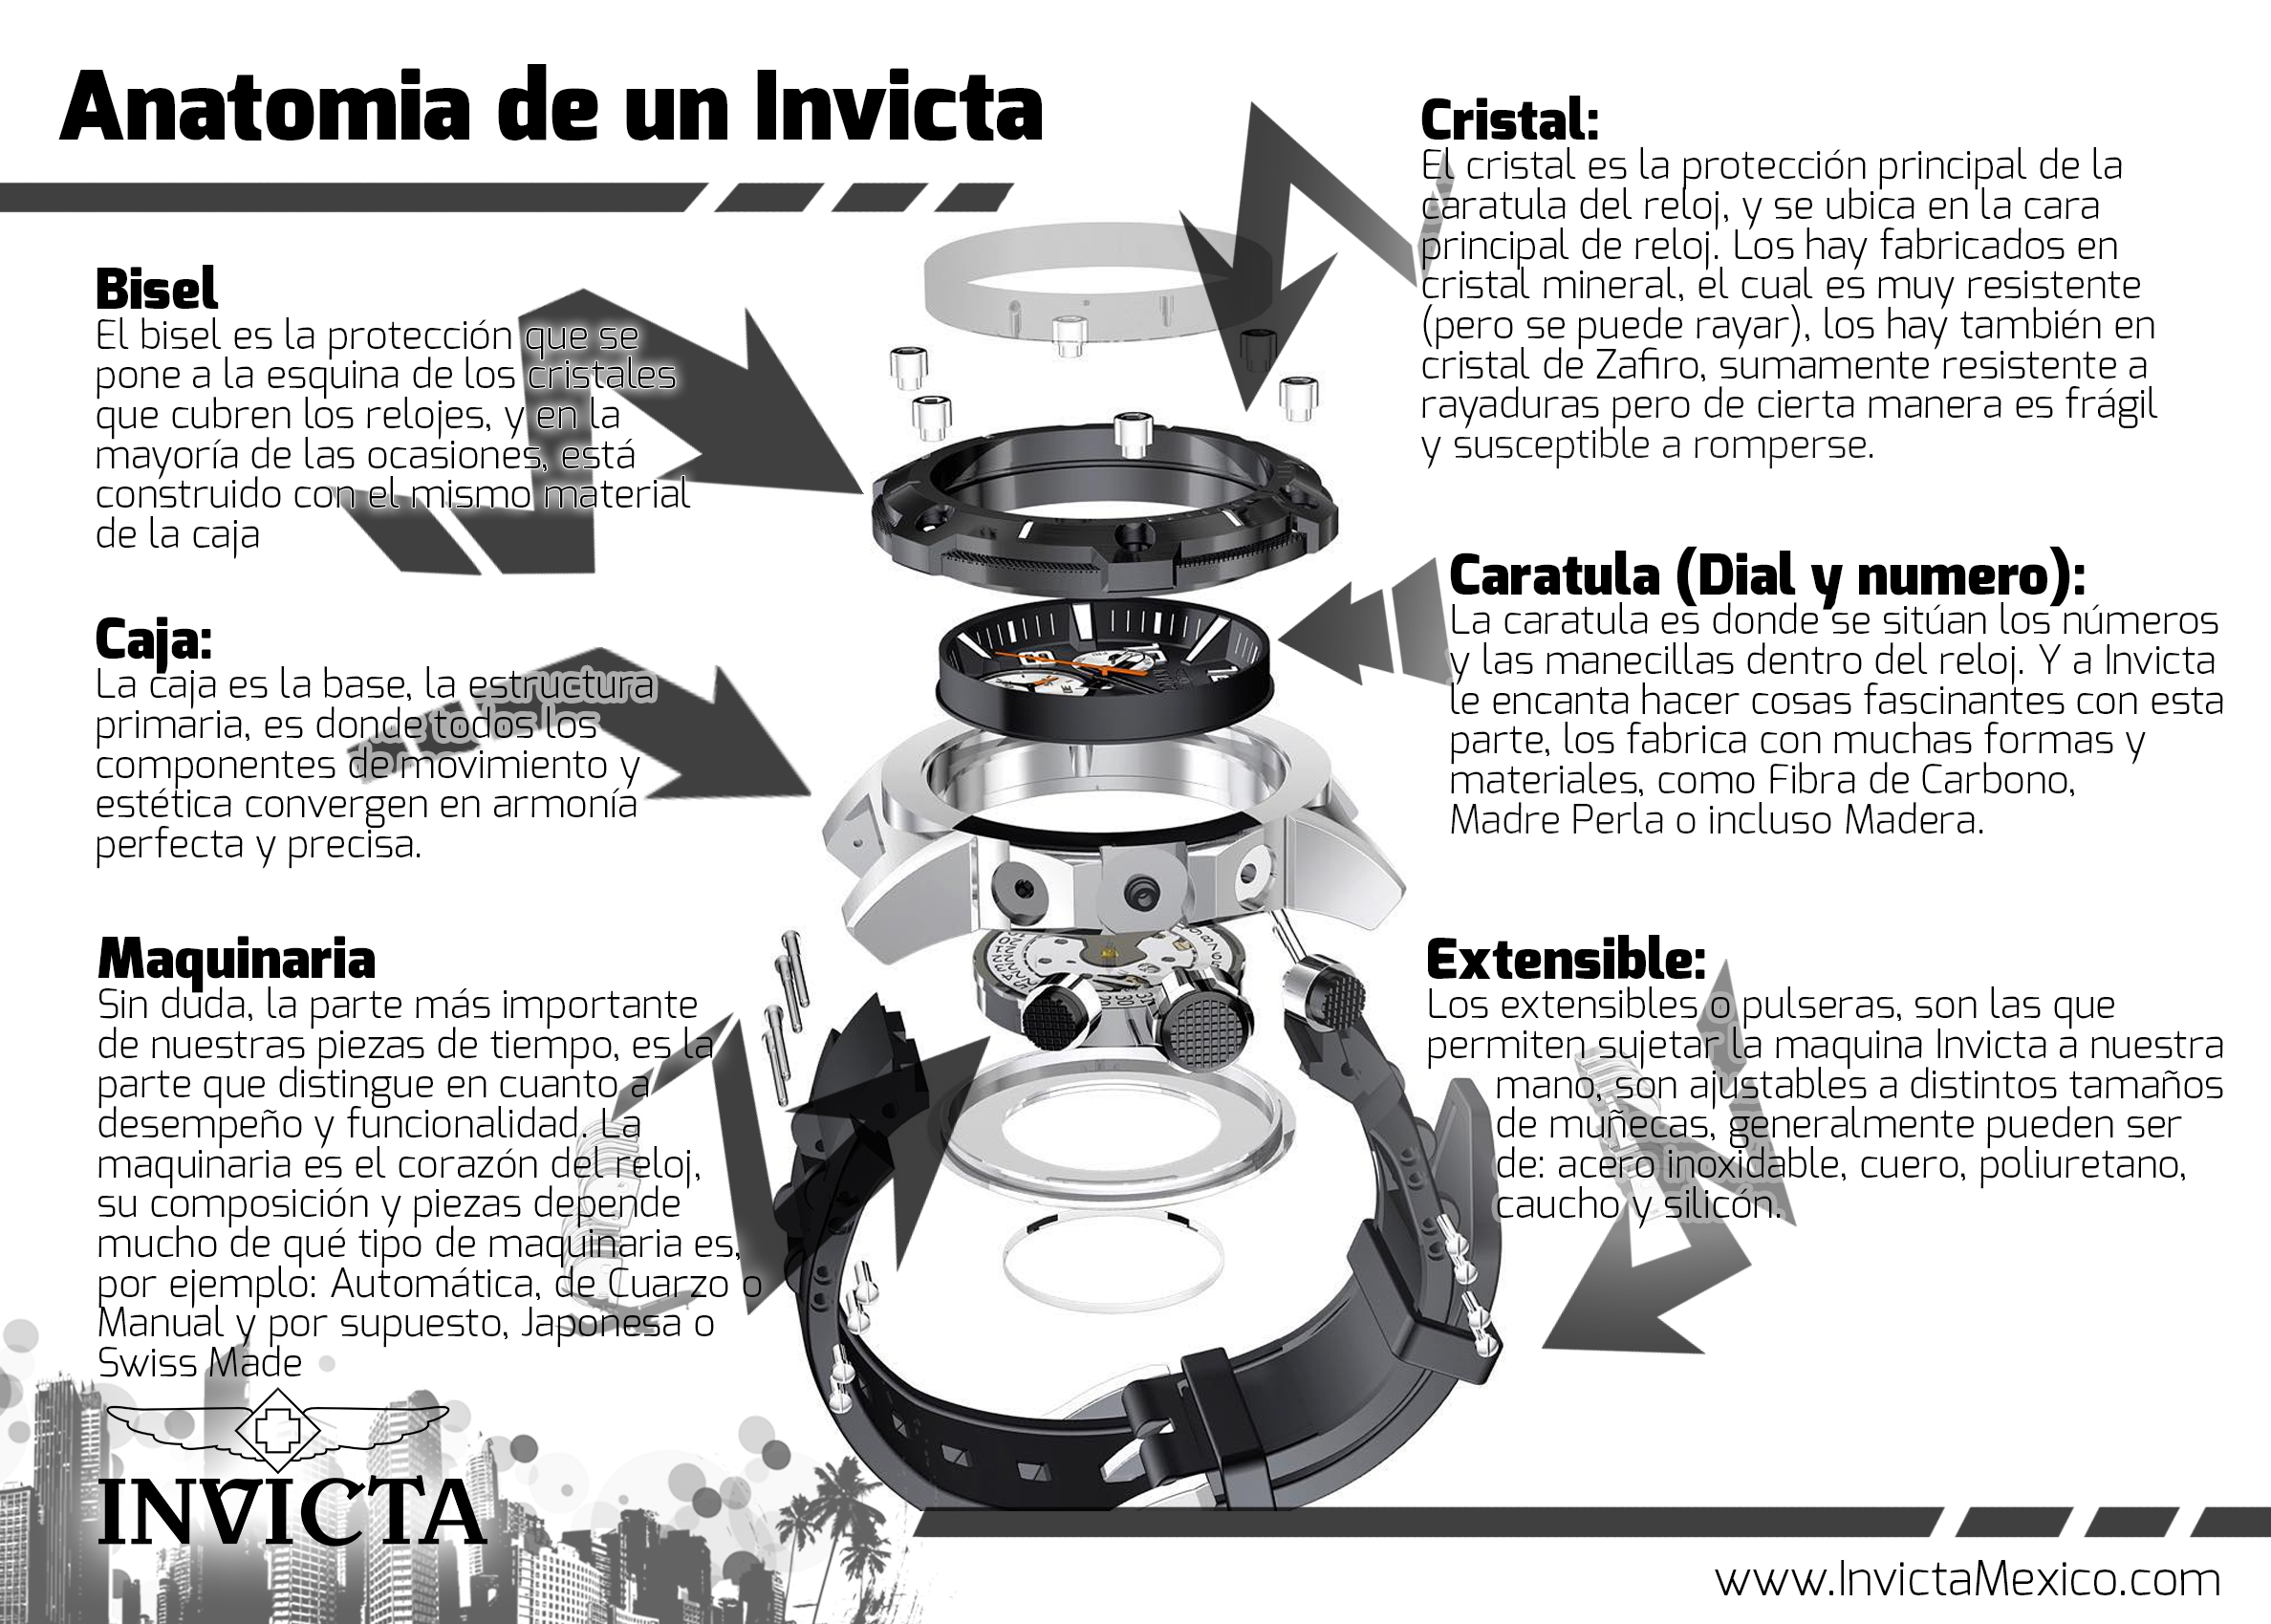 Anatomia de un Invicta
Bisel
El bisel es la protección que se
pone a la esquina de los cristales
que cubren los relojes, y en la
mayoría de las ocasiones, está
construido con el mismo material
de la caja
Caja:
La caja es la base, la estructura
primaria, es donde todos los
componentes de movimiento y
estética convergen en armonía
perfecta y precisa.
Maquinaria
Sin duda, la parte más importante
de nuestras piezas de tiempo, es la
parte que distingue en cuanto a
desempeño y funcionalidad. La
maquinaria es el corazón del reloj,
su composición y piezas depende
mucho de qué tipo de maquinaria es,
por ejemplo: Automática, de Cuarzo o
Manual y por supuesto, Japonesa o
Swiss Made
INVICTA
Cristal:
El cristal es la protección principal de la
caratula del reloj, y se ubica en la cara
principal de reloj. Los hay fabricados en
cristal mineral, el cual es muy resistente
(pero se puede rayar), los hay también en
cristal de Zafiro, sumamente resistente a
rayaduras pero de cierta manera es frágil
y susceptible a romperse.
Caratula (Dial y numero):
La caratula es donde se sitúan los números
y las manecillas dentro del reloj. Y a Invicta
le encanta hacer cosas fascinantes con esta
parte, los fabrica con muchas formas y
materiales, como Fibra de Carbono,
Madre Perla o incluso Madera.
Extensible:
Los extensibles o pulseras, son las que
permiten sujetar la maquina Invicta a nuestra
mano, son ajustables a distintos tamaños
de muñecas, generalmente pueden ser
de: acero inoxidable, cuero, poliuretano,
caucho y silicón.
www.InvictaMexico.com